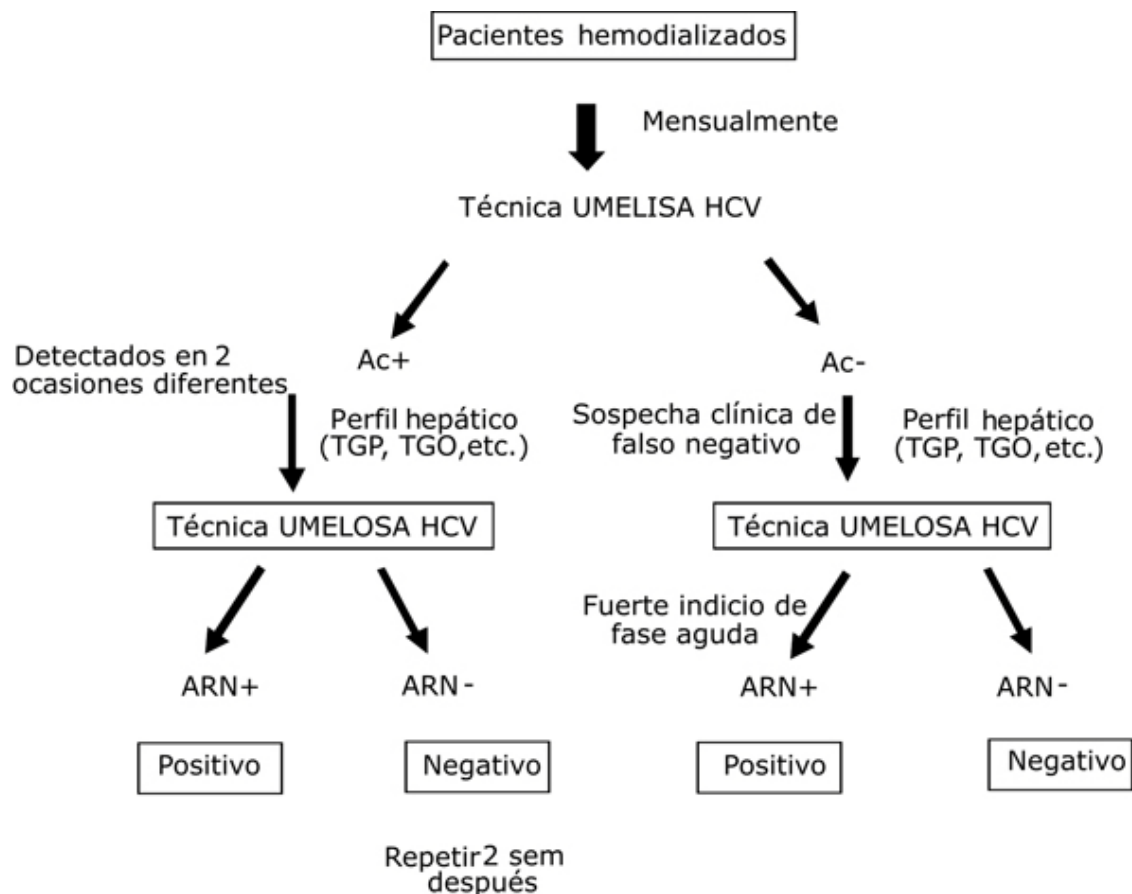 Pacientes hemodializados
Mensualmente
Técnica UMELISA HCV
Detectados en 2
ocasiones diferentes
Ac+
Perfil hepático
(TGP, TGO,etc.)
Ac-
Sospecha clínica de
falso negativo
Perfil hepático
(TGP, TGO,etc.)
Técnica UMELOSA HCV
Técnica UMELOSA HCV
Fuerte indicio de
fase aguda
ARN+
ARN-
ARN+
ARN-
Positivo
Negativo
Positivo
Negativo
Repetir 2 sem
después